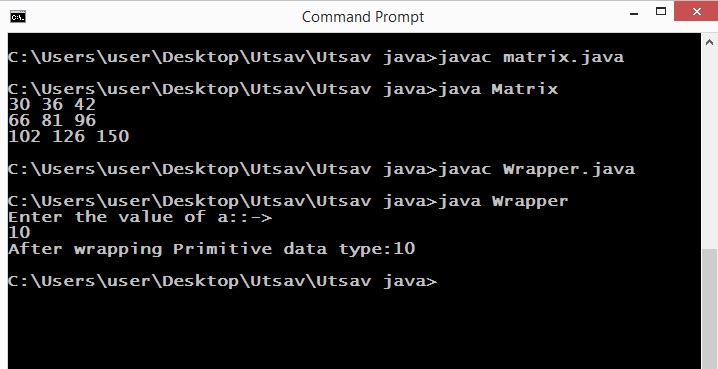 Command Prompt
C:\Users\user\Desktop\Utsav\Utsav java>javac matrix.java
C:\Users\user\Desktop\Utsav\Utsav java>java Matrix
30 36 42
66 81 96
102 126 150
C:\Users\user\Desktop\Utsav\Utsav java>javac Wrapper.java
C:\Users\user\Desktop\Utsav\Utsav java>java Wrapper
Enter the value of a::->
10
After wrapping Primitive data type:10
C:\Users\user\Desktop\Utsav\Utsav java>